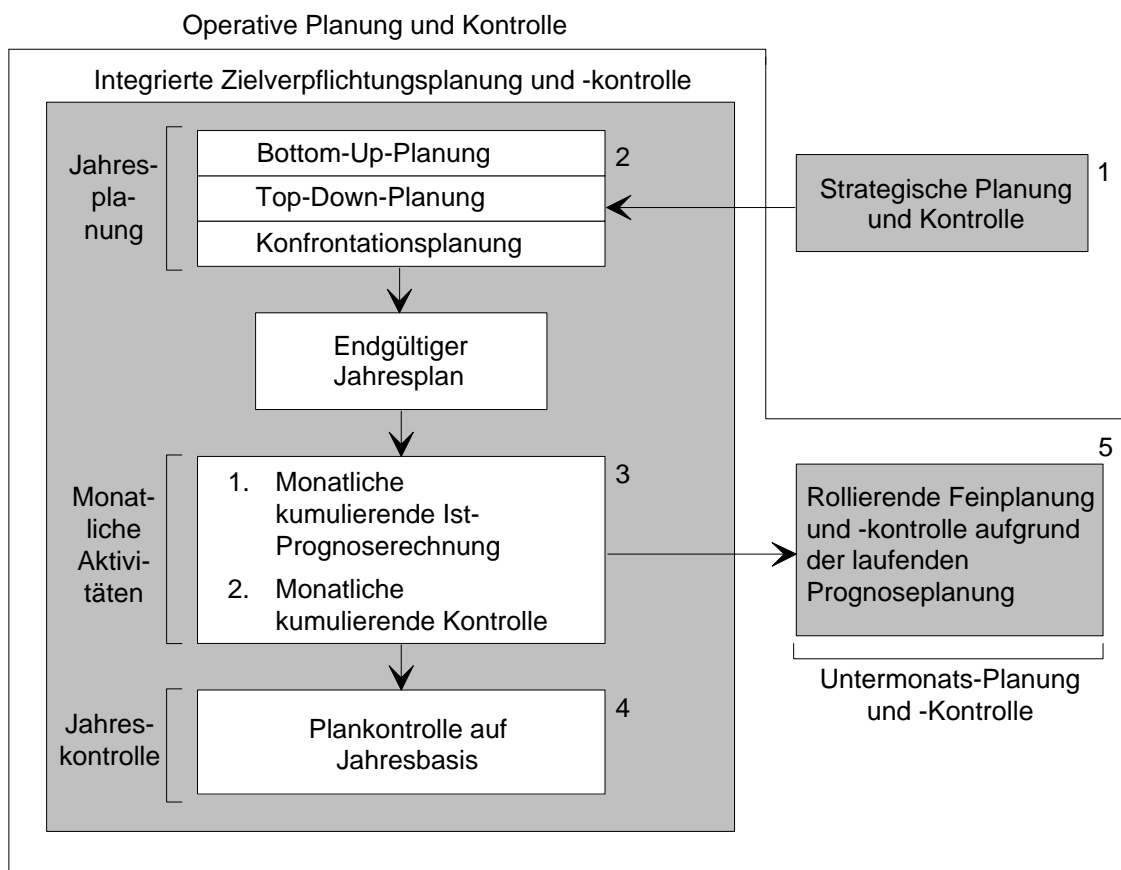 Operative Planung und Kontrolle
Integrierte Zielverpflichtungsplanung und -kontrolle
Jahres-
pla-
nung
Bottom-Up-Planung
Top-Down-Planung
Konfrontationsplanung
2
Strategische Planung
und Kontrolle
1
Endgültiger
Jahresplan
Monat-
liche
Aktivi-
täten
1. Monatliche
kumulierende Ist-
Prognoserechnung
2. Monatliche
kumulierende Kontrolle
3
5
Rollierende Feinplanung
und -kontrolle aufgrund
der laufenden
Prognoseplanung
Untermonats-Planung
und -Kontrolle
Jahres-
kontrolle
Plankontrolle auf
Jahresbasis
4